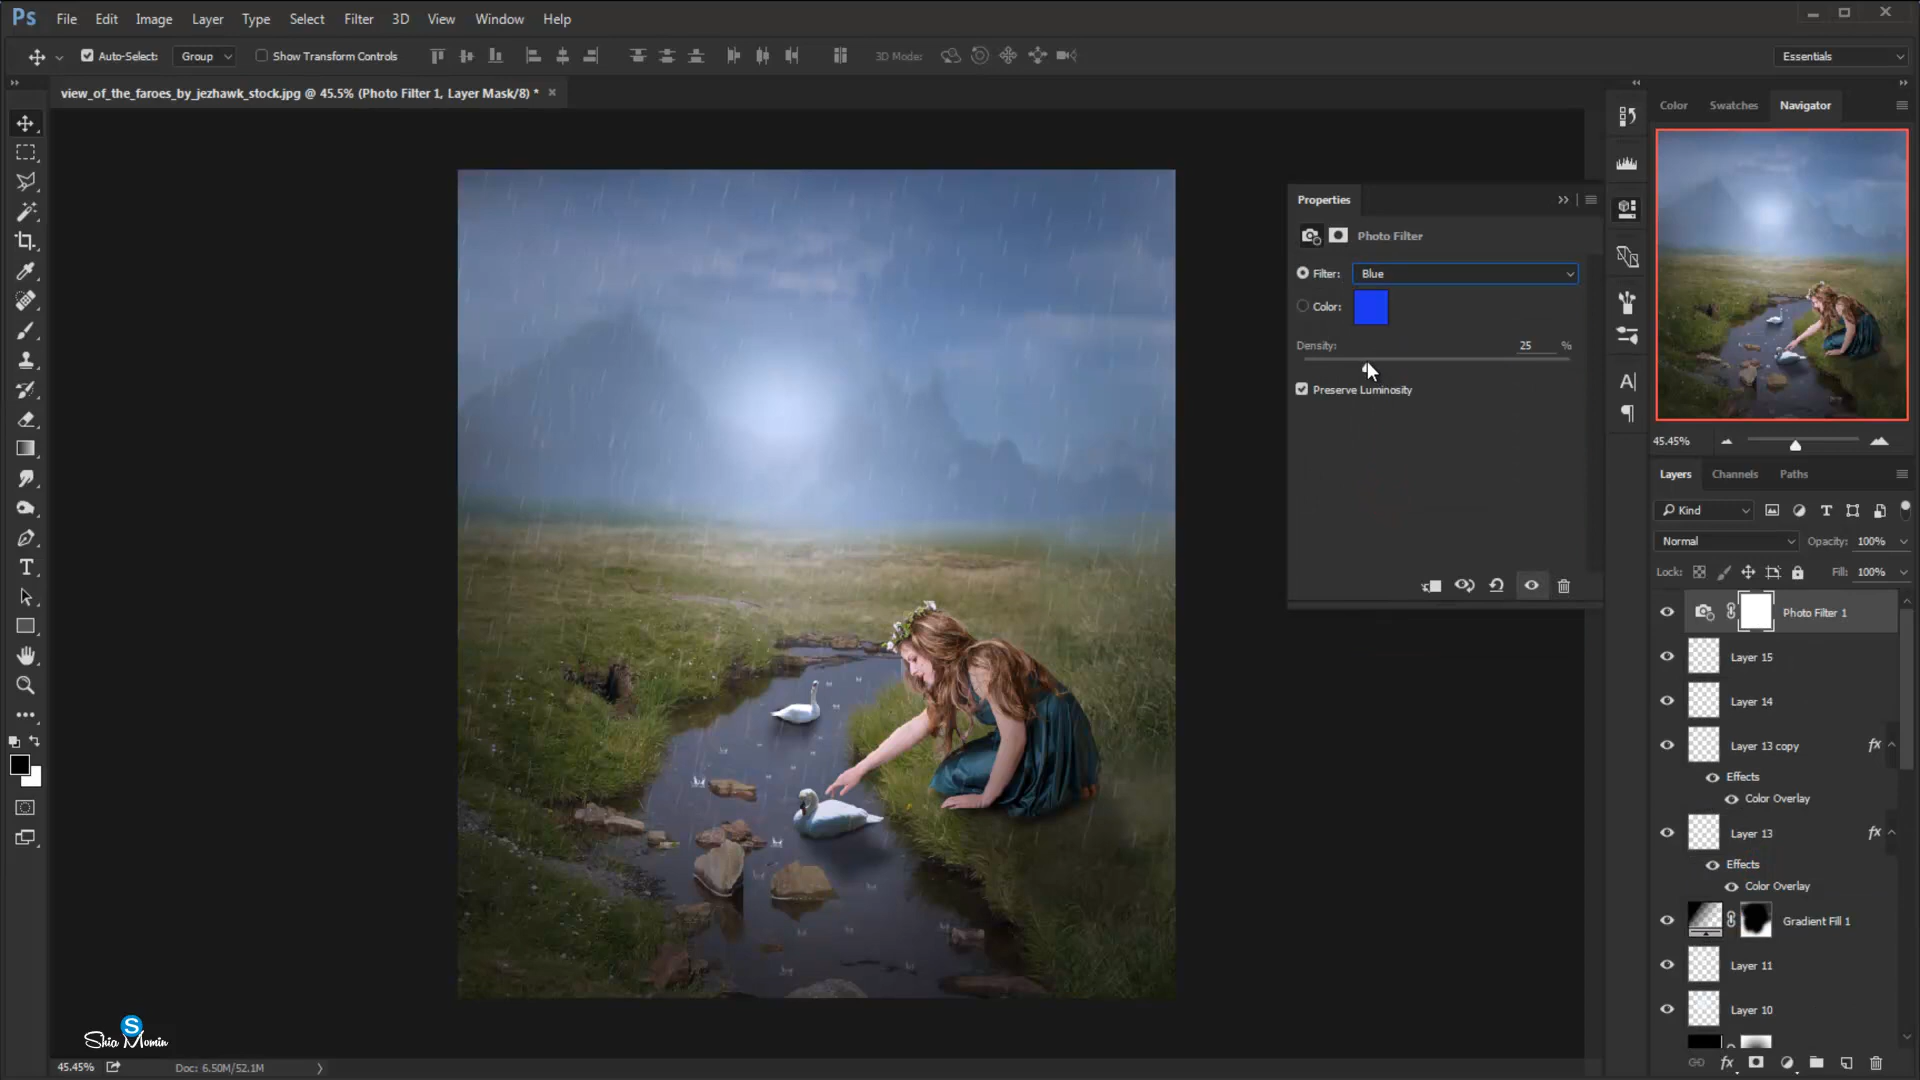 Ps File Edit Image Layer Type Select Filter 3D View Window Help
Auto-Select: Group Show Transform Controls 3D Mode: Essentials
view_of_the_faroes_by_jezhawk_stock.jpg @ 45.5% (Photo Filter 1, Layer Mask/8) *
Color Swatches Navigator
Properties
Photo Filter
Filter: Blue
Color:
Density: 25 %
Preserve Luminosity
45.45%
Layers Channels Paths
Kind
Normal Opacity: 100%
Lock: Fill: 100%
Photo Filter 1
Layer 15
Layer 14
Layer 13 copy fx
Effects
Color Overlay
Layer 13 fx
Effects
Color Overlay
Gradient Fill 1
Layer 11
Layer 10
fx
S
Shia Momin
45.45% Doc: 6.50M/52.1M